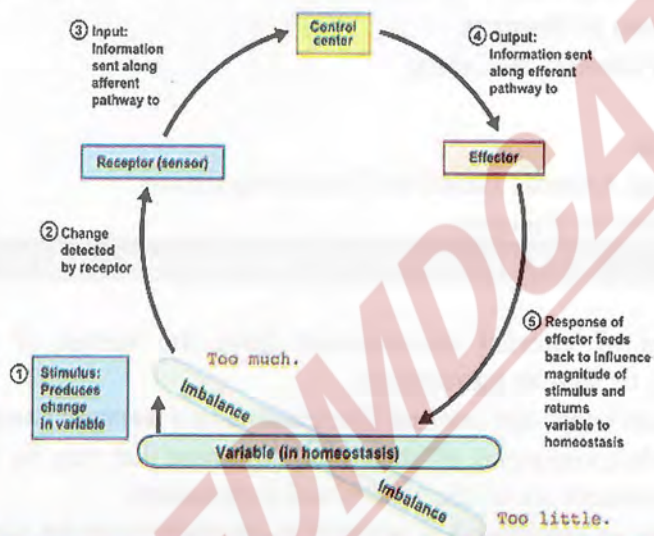 ③ Input:
Information
sent along
afferent
pathway to
Control
center
④ Output:
Information sent
along efferent
pathway to
Receptor (sensor)
Effector
② Change
detected
by receptor
① Stimulus:
Produces
change
in variable
Too much.
Imbalance
Variable (in homeostasis)
Imbalance
Too little.
⑤ Response of
effector feeds
back to influence
magnitude of
stimulus and
returns
variable to
homeostasis
EDMDCAT